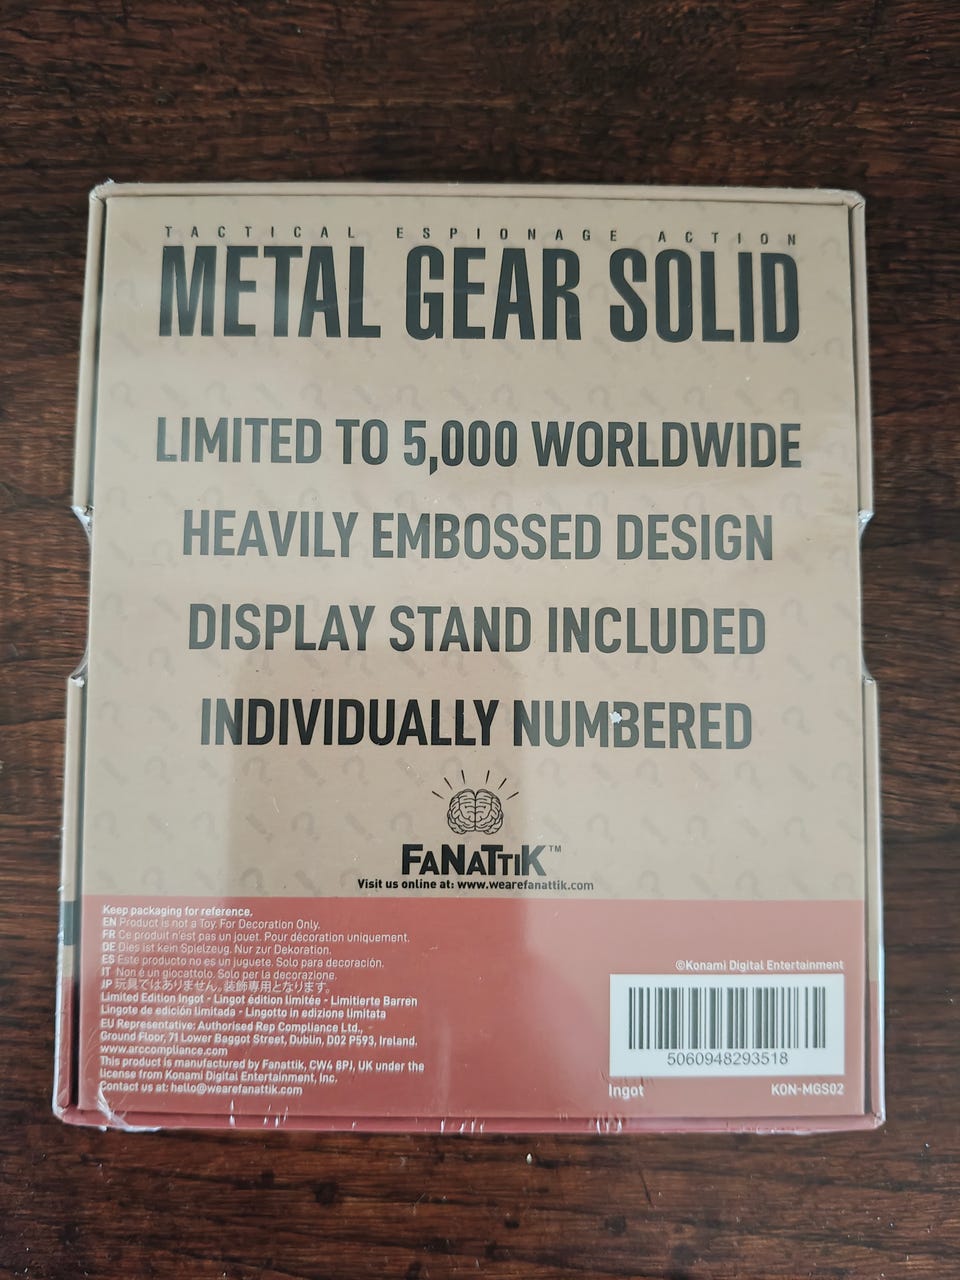 TACTICAL ESPIONAGE ACTION
METAL GEAR SOLID
LIMITED TO 5,000 WORLDWIDE
HEAVILY EMBOSSED DESIGN
DISPLAY STAND INCLUDED
INDIVIDUALLY NUMBERED
FANATTIK™
Visit us online at: www.wearefanattik.com
Keep packaging for reference.
EN Product is not a Toy. For Decoration Only.
FR Ce produit n'est pas un jouet. Pour décoration uniquement.
DE Dies ist kein Spielzeug. Nur zur Dekoration.
ES Este producto no es un juguete. Solo para decoración.
IT Non é un giocattolo. Solo per la decorazione.
JP 玩具ではありません。装飾専用となります。
Limited Edition Ingot - Lingot édition limitée - Limitierte Barren
Lingote de edición limitada - Lingotto in edizione limitata
EU Representative: Authorised Rep Compliance Ltd.,
Ground Floor, 71 Lower Baggot Street, Dublin, D02 P593, Ireland.
www.arccompliance.com
This product is manufactured by Fanattik, CW4 8PJ, UK under the
license from Konami Digital Entertainment, Inc.
Contact us at: hello@wearefanattik.com
©Konami Digital Entertainment
5060948293518
Ingot KON-MGS02